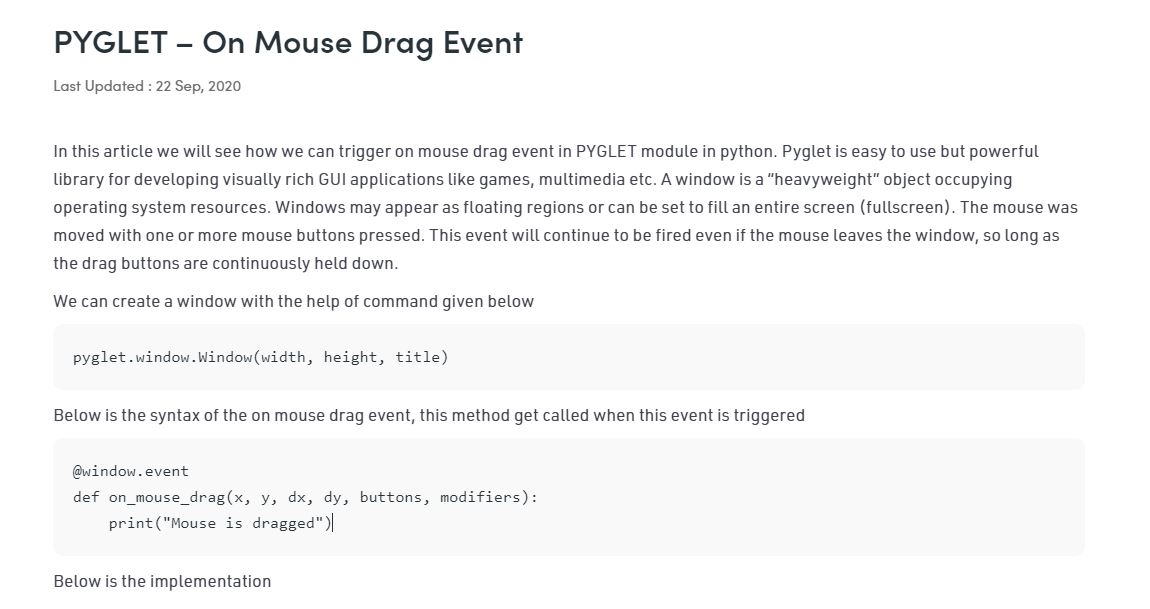 PYGLET – On Mouse Drag Event
Last Updated : 22 Sep, 2020
In this article we will see how we can trigger on mouse drag event in PYGLET module in python. Pyglet is easy to use but powerful
library for developing visually rich GUI applications like games, multimedia etc. A window is a “heavyweight” object occupying
operating system resources. Windows may appear as floating regions or can be set to fill an entire screen (fullscreen). The mouse was
moved with one or more mouse buttons pressed. This event will continue to be fired even if the mouse leaves the window, so long as
the drag buttons are continuously held down.
We can create a window with the help of command given below
pyglet.window.Window(width, height, title)
Below is the syntax of the on mouse drag event, this method get called when this event is triggered
@window.event
def on_mouse_drag(x, y, dx, dy, buttons, modifiers):
    print("Mouse is dragged")
Below is the implementation